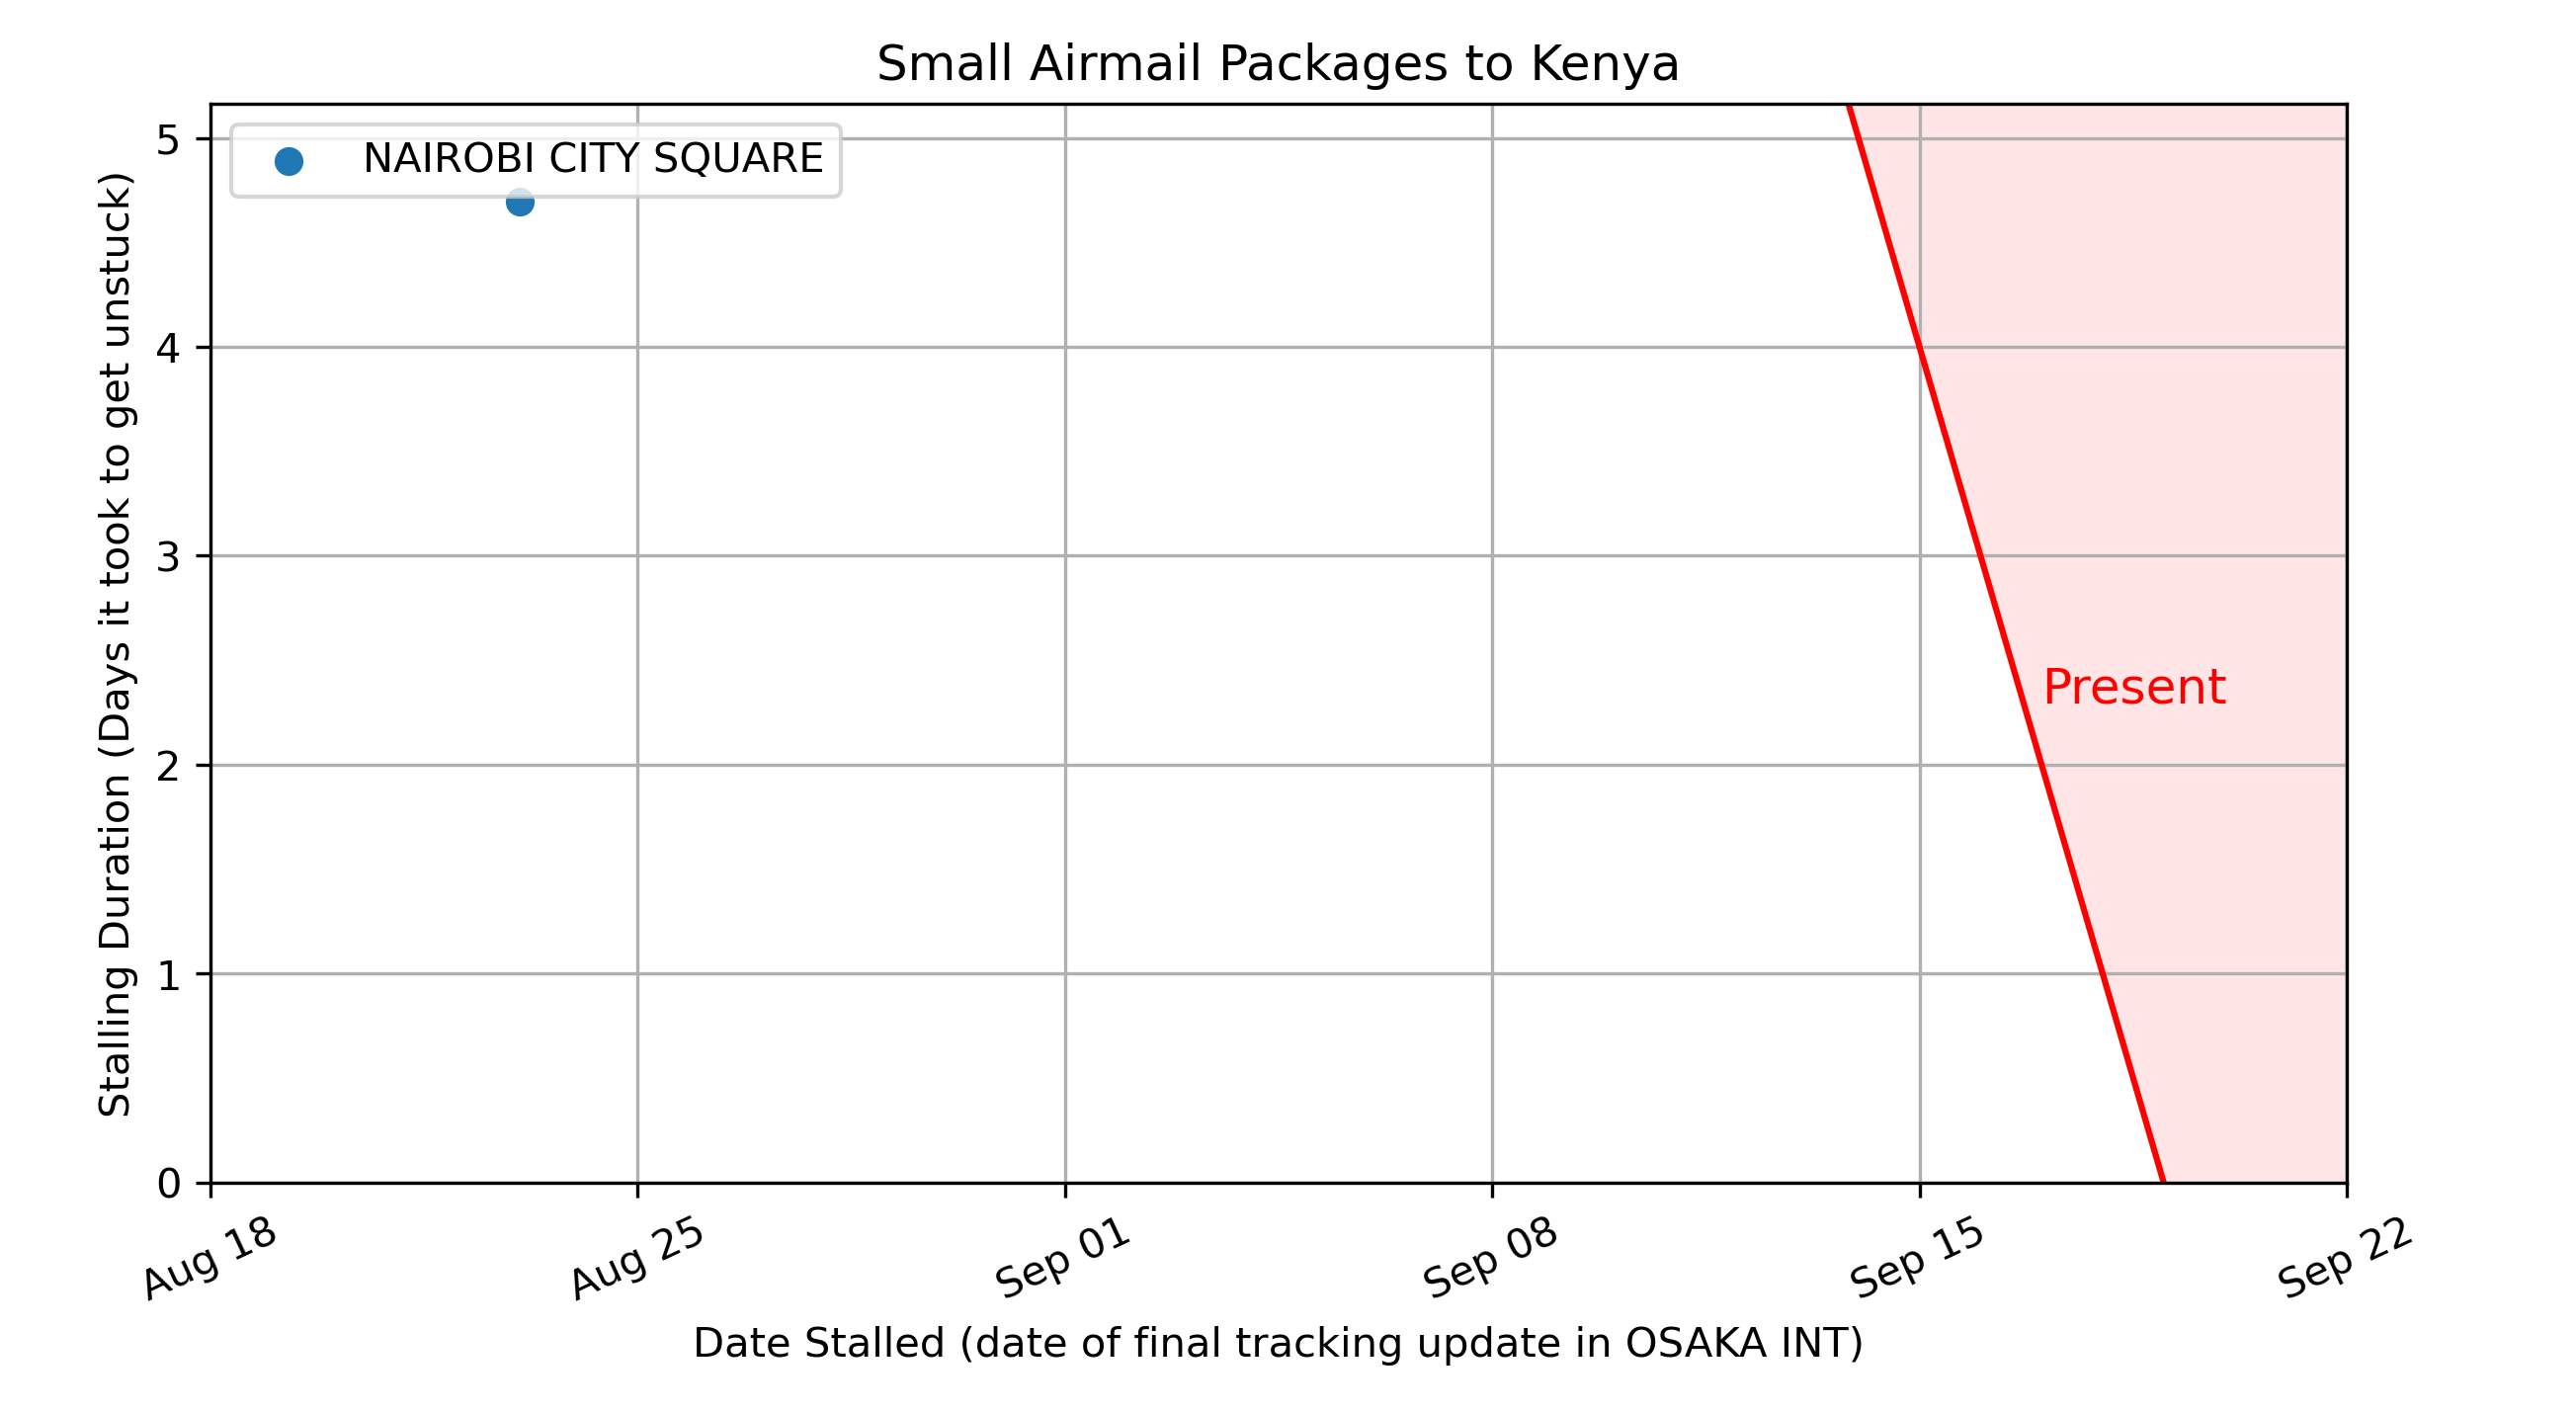 Small Airmail Packages to Kenya
NAIROBI CITY SQUARE
Stalling Duration (Days it took to get unstuck)
5
4
3
2
1
0
Present
Aug 18
Aug 25
Sep 01
Sep 08
Sep 15
Sep 22
Date Stalled (date of final tracking update in OSAKA INT)